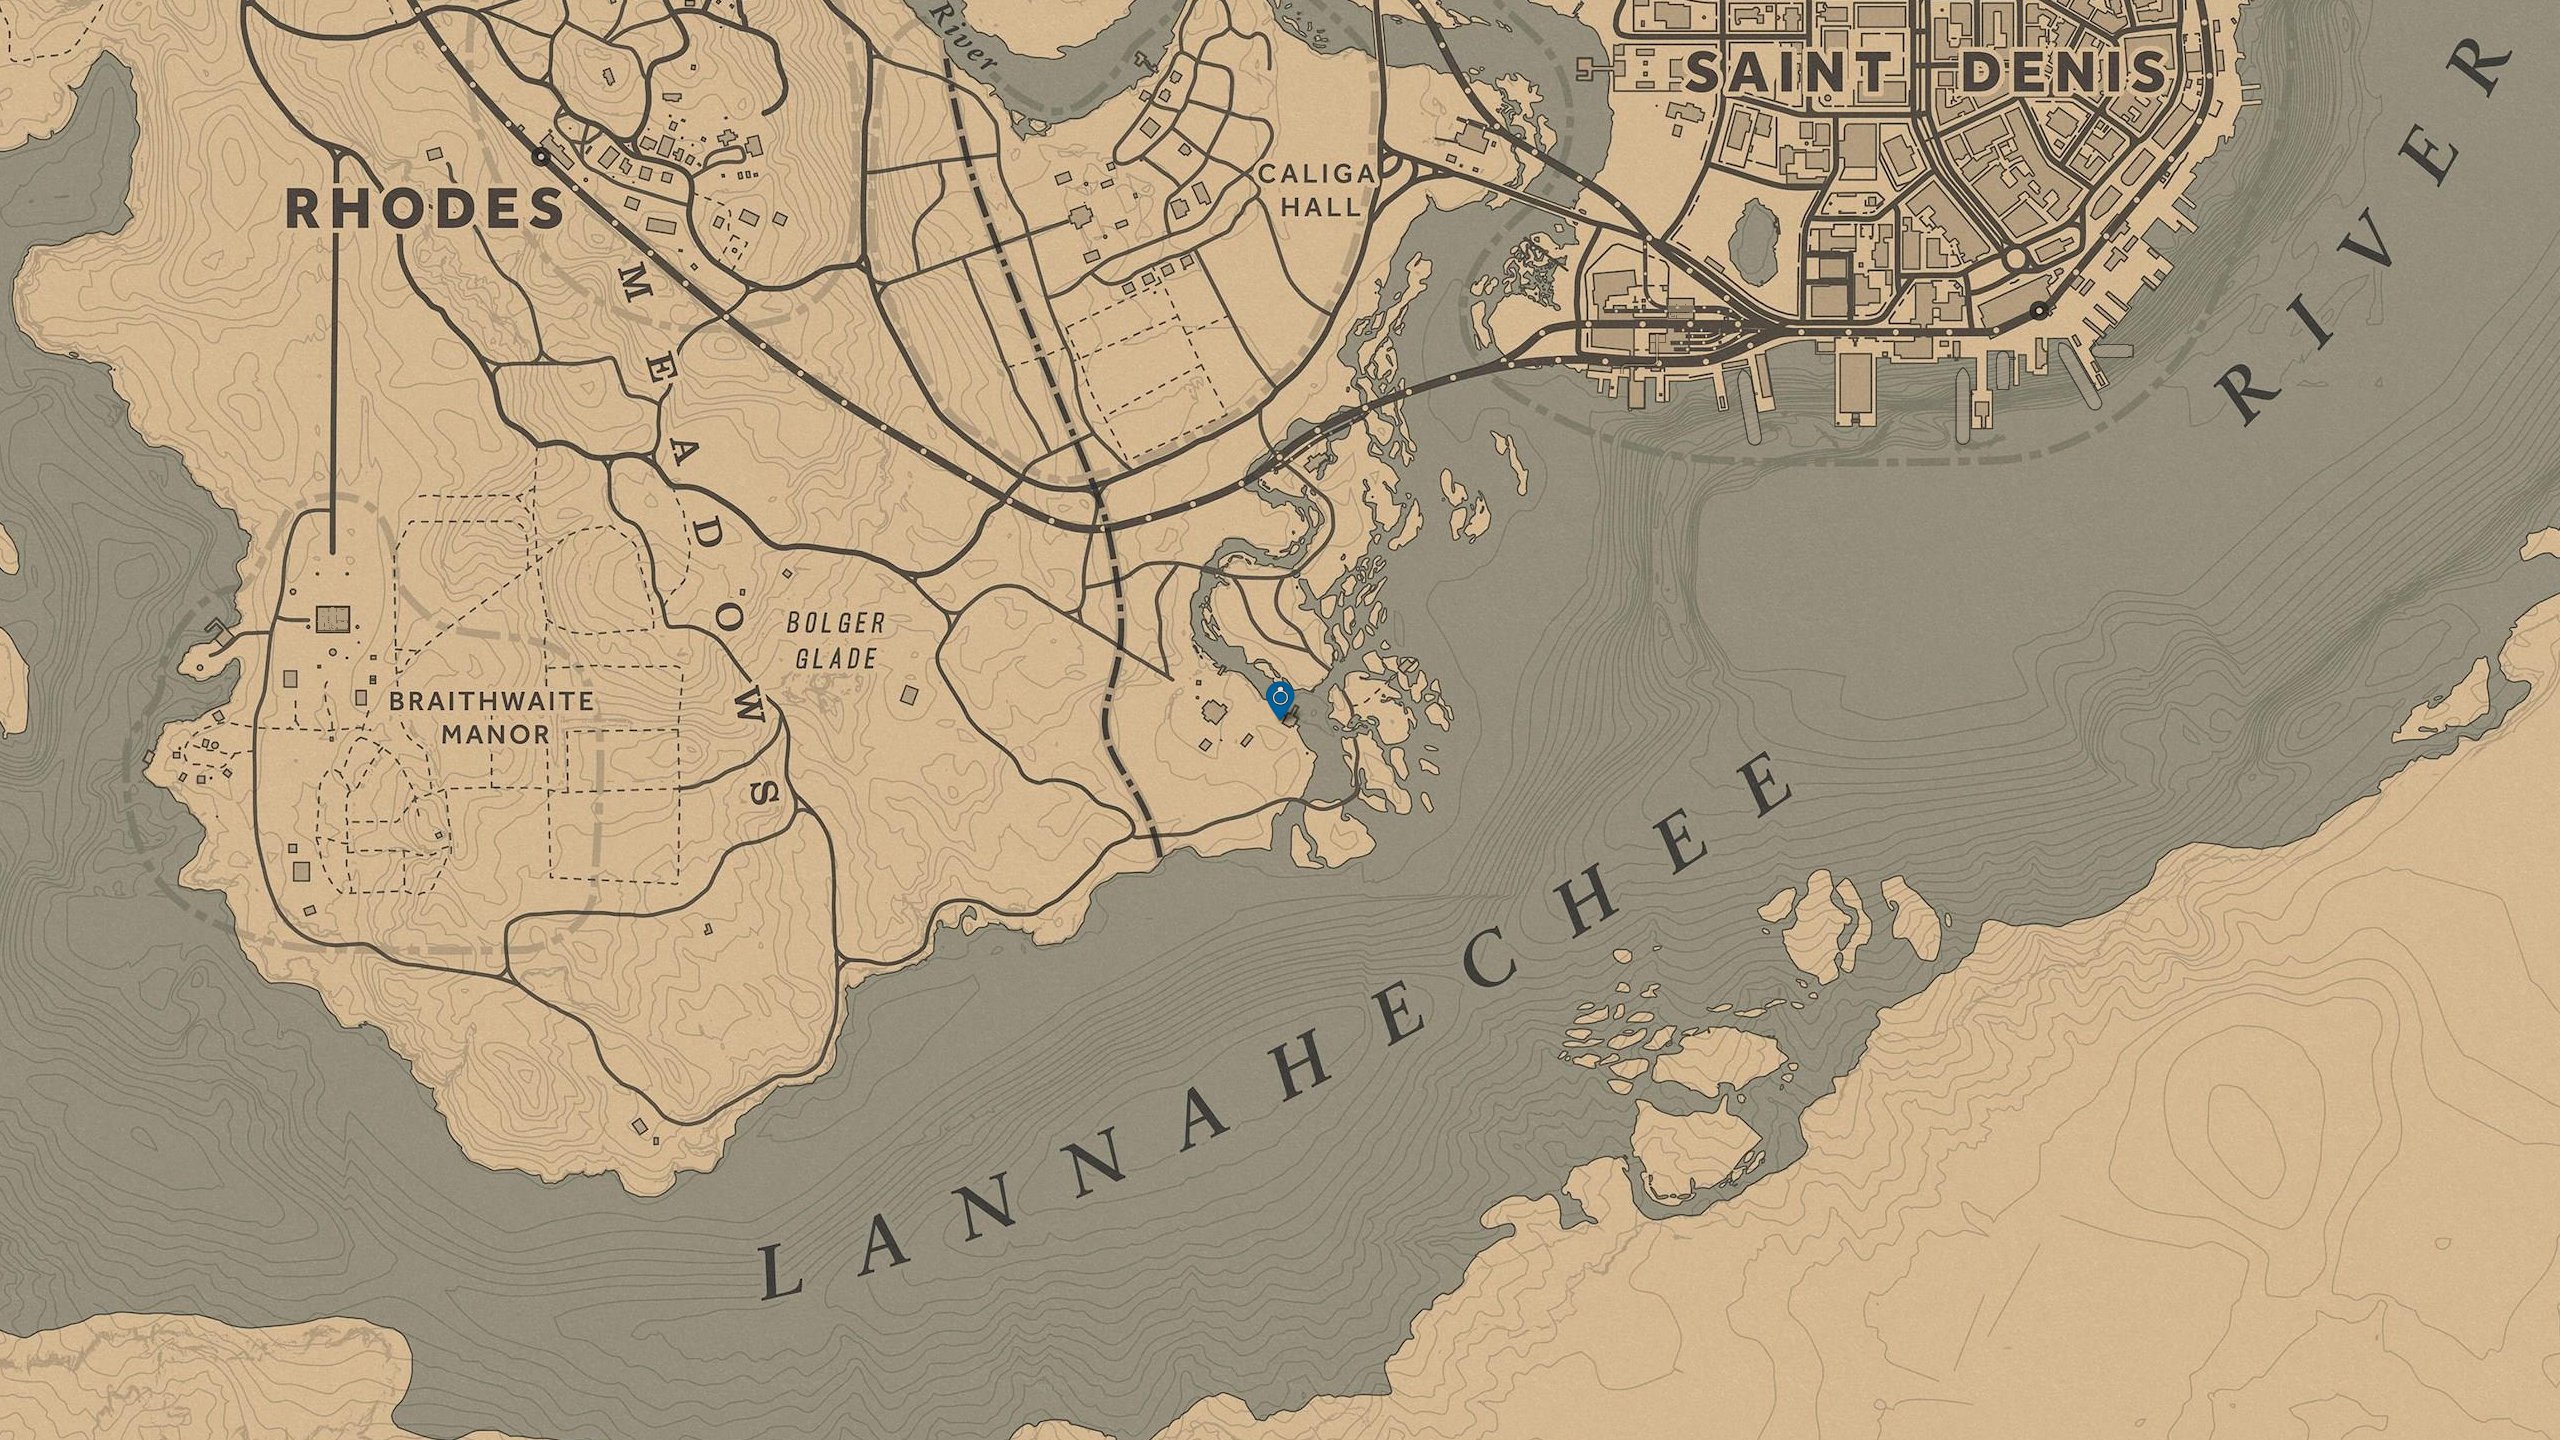 River
SAINT DENIS
CALIGA
HALL
RHODES
MEADOWS
BOLGER
GLADE
BRAITHWAITE
MANOR
LANNAHECHEE RIVER